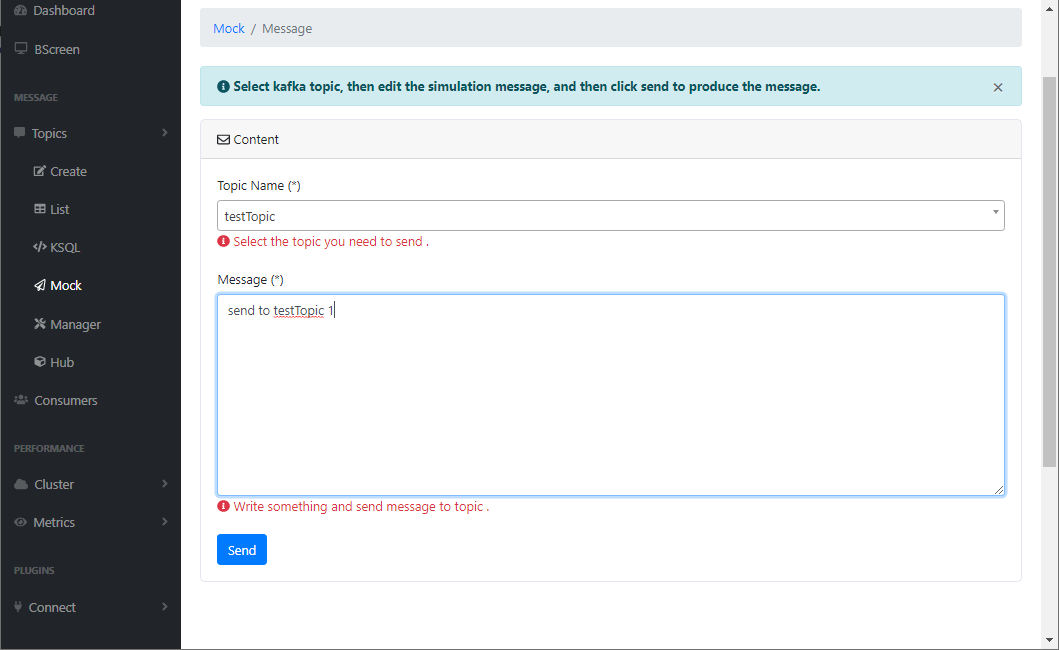 Dashboard
BScreen
MESSAGE
Topics
Create
List
KSQL
Mock
Manager
Hub
Consumers
PERFORMANCE
Cluster
Metrics
PLUGINS
Connect
Mock / Message
Select kafka topic, then edit the simulation message, and then click send to produce the message. ×
Content
Topic Name (*)
testTopic
Select the topic you need to send .
Message (*)
send to testTopic 1
Write something and send message to topic .
Send